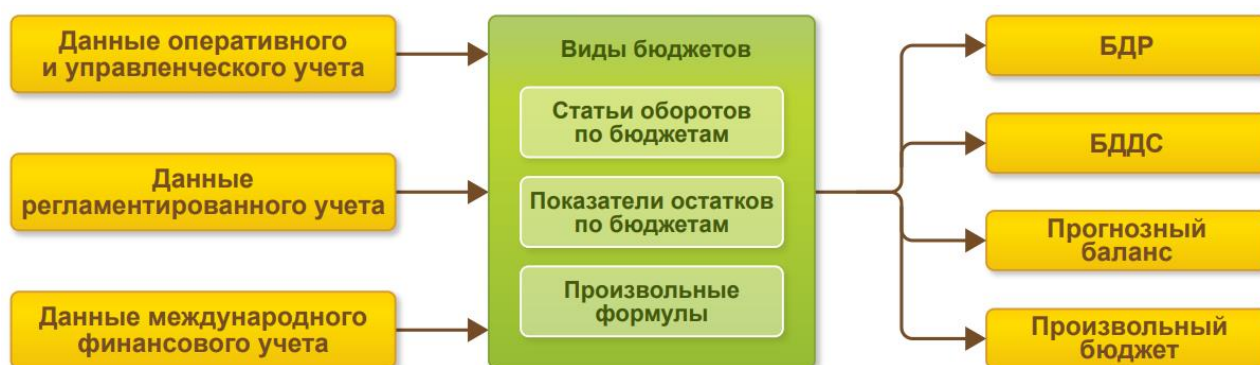 Данные оперативного
и управленческого учета
Данные
регламентированного учета
Данные международного
финансового учета
Виды бюджетов
Статьи оборотов
по бюджетам
Показатели остатков
по бюджетам
Произвольные
формулы
БДР
БДДС
Прогнозный
баланс
Произвольный
бюджет